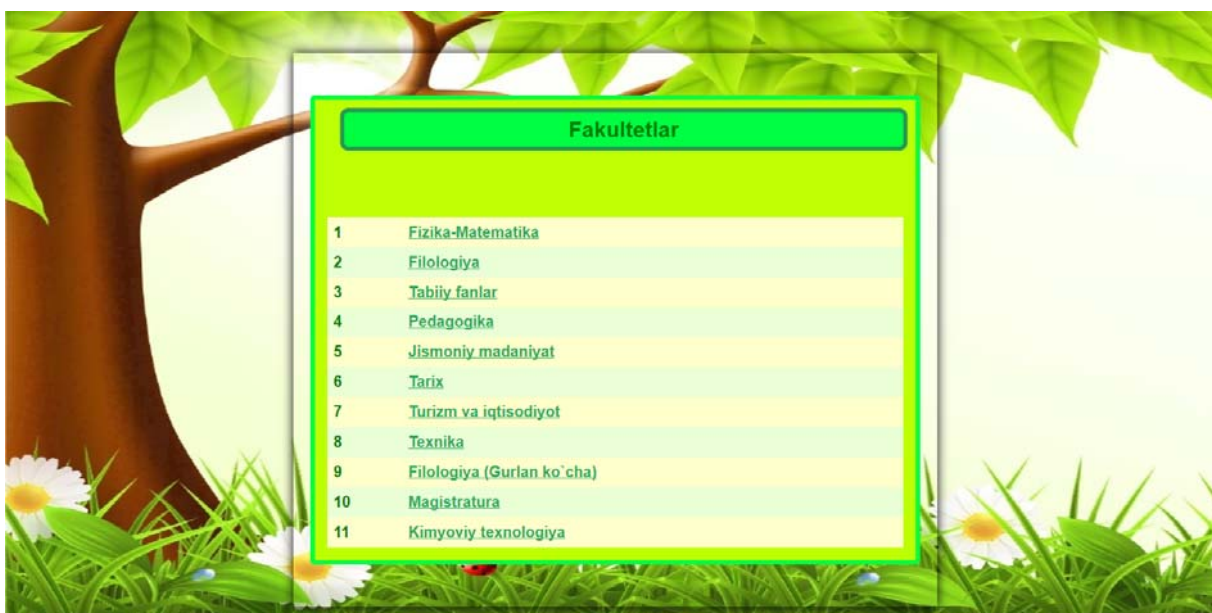 Fakultetlar
1 Fizika-Matematika
2 Filologiya
3 Tabiiy fanlar
4 Pedagogika
5 Jismoniy madaniyat
6 Tarix
7 Turizm va iqtisodiyot
8 Texnika
9 Filologiya (Gurlan ko`cha)
10 Magistratura
11 Kimyoviy texnologiya